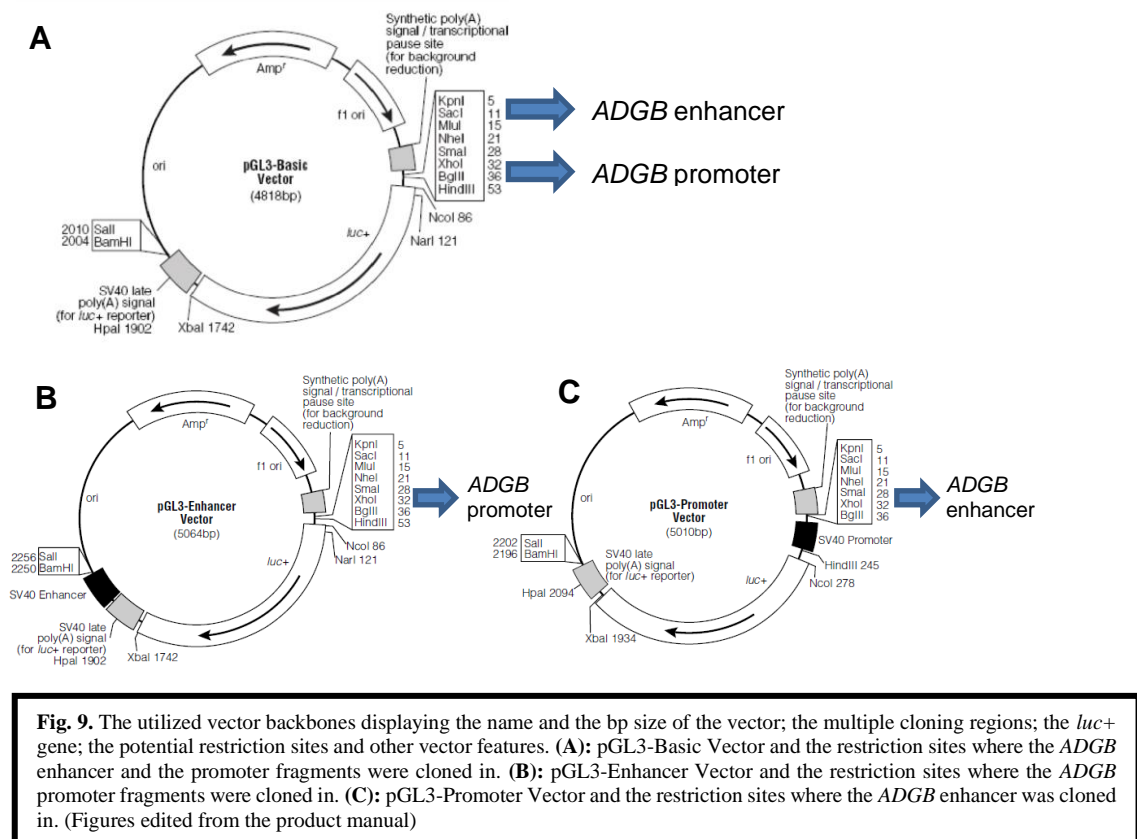 A
Synthetic poly(A)
signal / transcriptional
pause site
(for background
reduction)
Ampʳ
f1 ori
KpnI 5
SacI 11
MluI 15
NheI 21
SmaI 28
XhoI 32
BglII 36
HindIII 53
ADGB enhancer
ADGB promoter
ori
pGL3-Basic
Vector
(4818bp)
NcoI 86
NarI 121
luc+
2010 SalI
2004 BamHI
SV40 late
poly(A) signal
(for luc+ reporter)
HpaI 1902
XbaI 1742
B
Synthetic poly(A)
signal / transcriptional
pause site
(for background
reduction)
Ampʳ
f1 ori
KpnI 5
SacI 11
MluI 15
NheI 21
SmaI 28
XhoI 32
BglII 36
HindIII 53
ADGB
promoter
ori
pGL3-Enhancer
Vector
(5064bp)
NcoI 86
NarI 121
luc+
2256 SalI
2250 BamHI
SV40 Enhancer
SV40 late
poly(A) signal
(for luc+ reporter)
HpaI 1902
XbaI 1742
C
Synthetic poly(A)
signal / transcriptional
pause site
(for background
reduction)
Ampʳ
f1 ori
KpnI 5
SacI 11
MluI 15
NheI 21
SmaI 28
XhoI 32
BglII 36
ADGB
enhancer
ori
pGL3-Promoter
Vector
(5010bp)
SV40 Promoter
HindIII 245
NcoI 278
luc+
2202 SalI
2196 BamHI
SV40 late
poly(A) signal
(for luc+ reporter)
HpaI 2094
XbaI 1934
Fig. 9. The utilized vector backbones displaying the name and the bp size of the vector; the multiple cloning regions; the luc+
gene; the potential restriction sites and other vector features. (A): pGL3-Basic Vector and the restriction sites where the ADGB
enhancer and the promoter fragments were cloned in. (B): pGL3-Enhancer Vector and the restriction sites where the ADGB
promoter fragments were cloned in. (C): pGL3-Promoter Vector and the restriction sites where the ADGB enhancer was cloned
in. (Figures edited from the product manual)